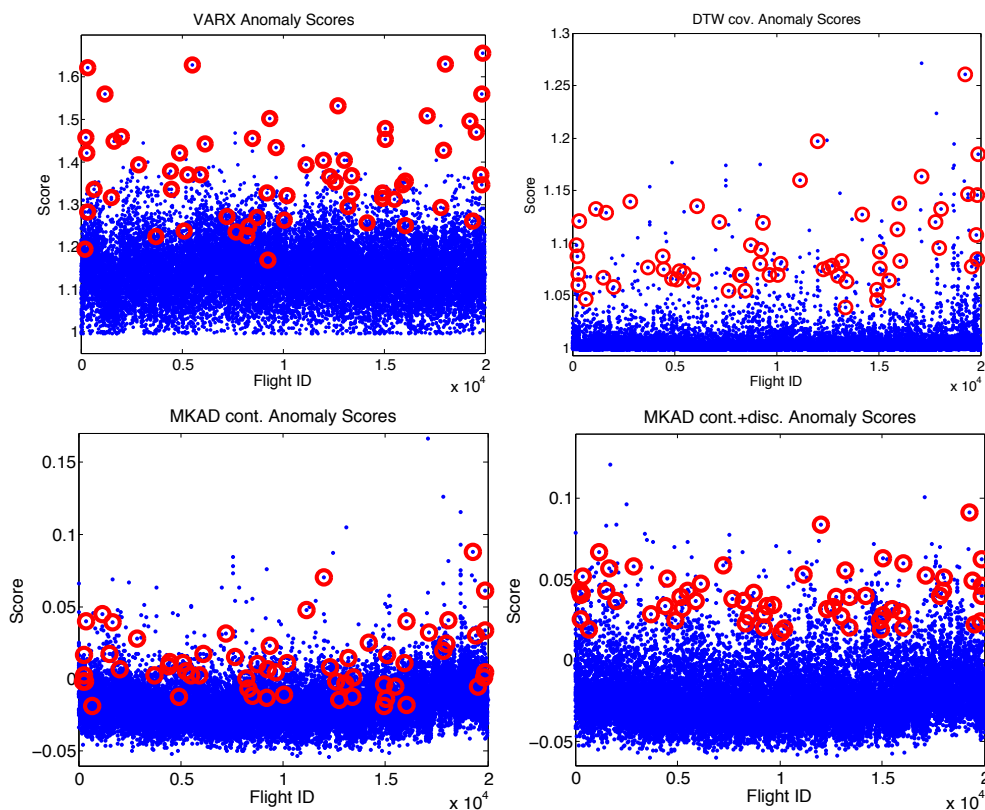 VARX Anomaly Scores
1.6
1.5
1.4
1.3
1.2
1.1
1
Score
0
0.5
1
1.5
2
Flight ID
x 10^4
DTW cov. Anomaly Scores
1.3
1.25
1.2
1.15
1.1
1.05
1
Score
0
0.5
1
1.5
2
Flight ID
x 10^4
MKAD cont. Anomaly Scores
0.15
0.1
0.05
0
−0.05
Score
0
0.5
1
1.5
2
Flight ID
x 10^4
MKAD cont.+disc. Anomaly Scores
0.1
0.05
0
−0.05
Score
0
0.5
1
1.5
2
Flight ID
x 10^4